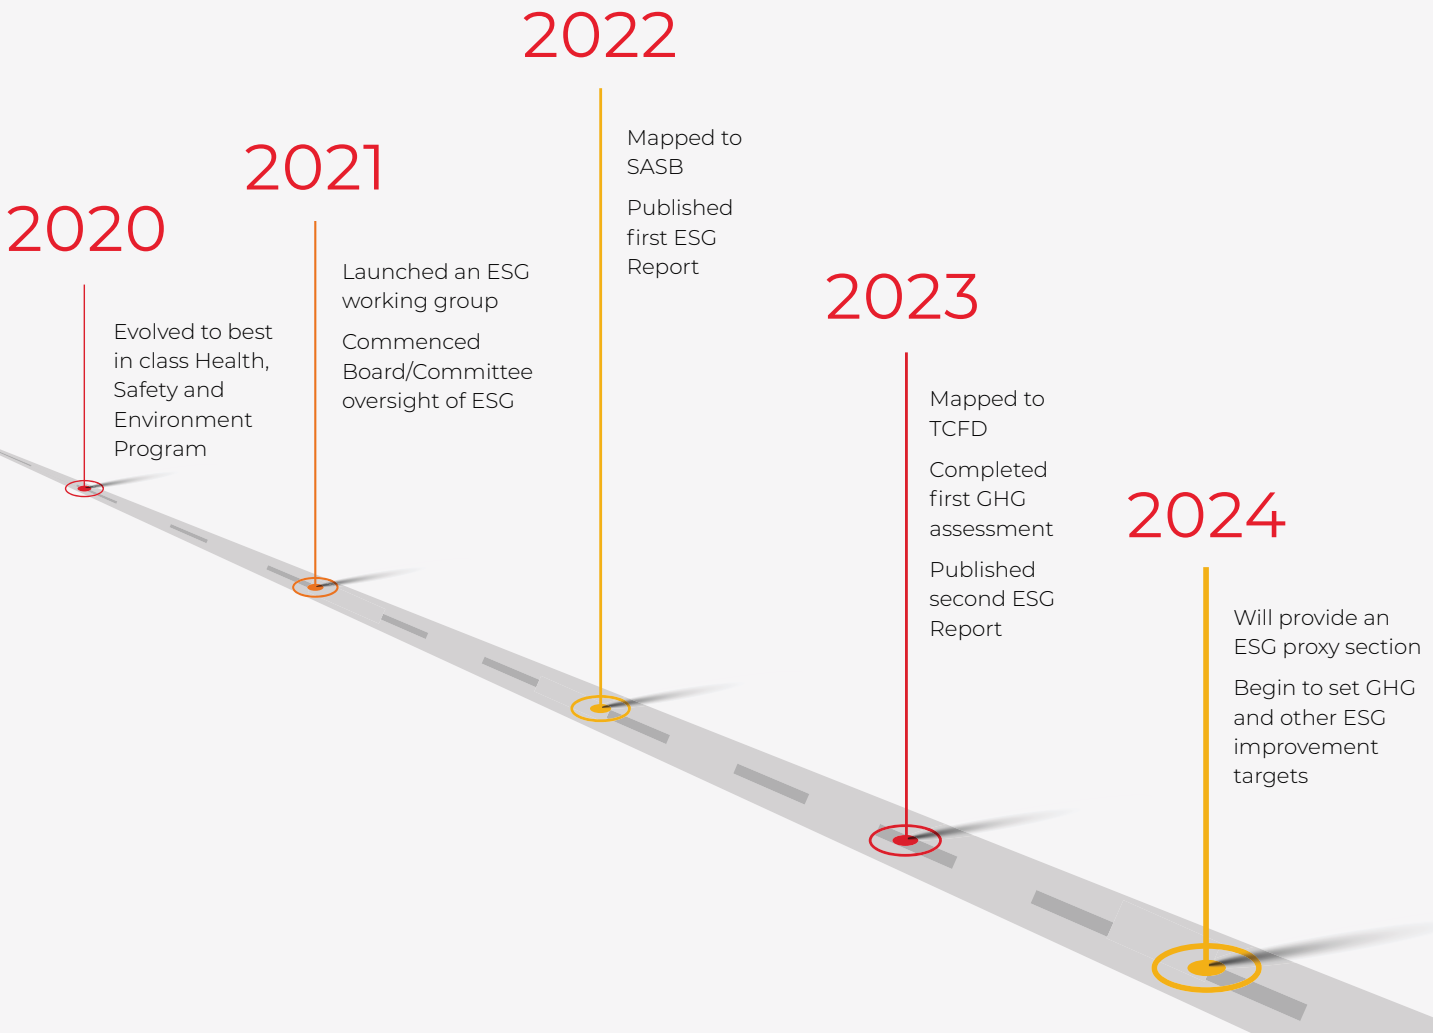 2020
Evolved to best
in class Health,
Safety and
Environment
Program
2021
Launched an ESG
working group
Commenced
Board/Committee
oversight of ESG
2022
Mapped to
SASB
Published
first ESG
Report
2023
Mapped to
TCFD
Completed
first GHG
assessment
Published
second ESG
Report
2024
Will provide an
ESG proxy section
Begin to set GHG
and other ESG
improvement
targets